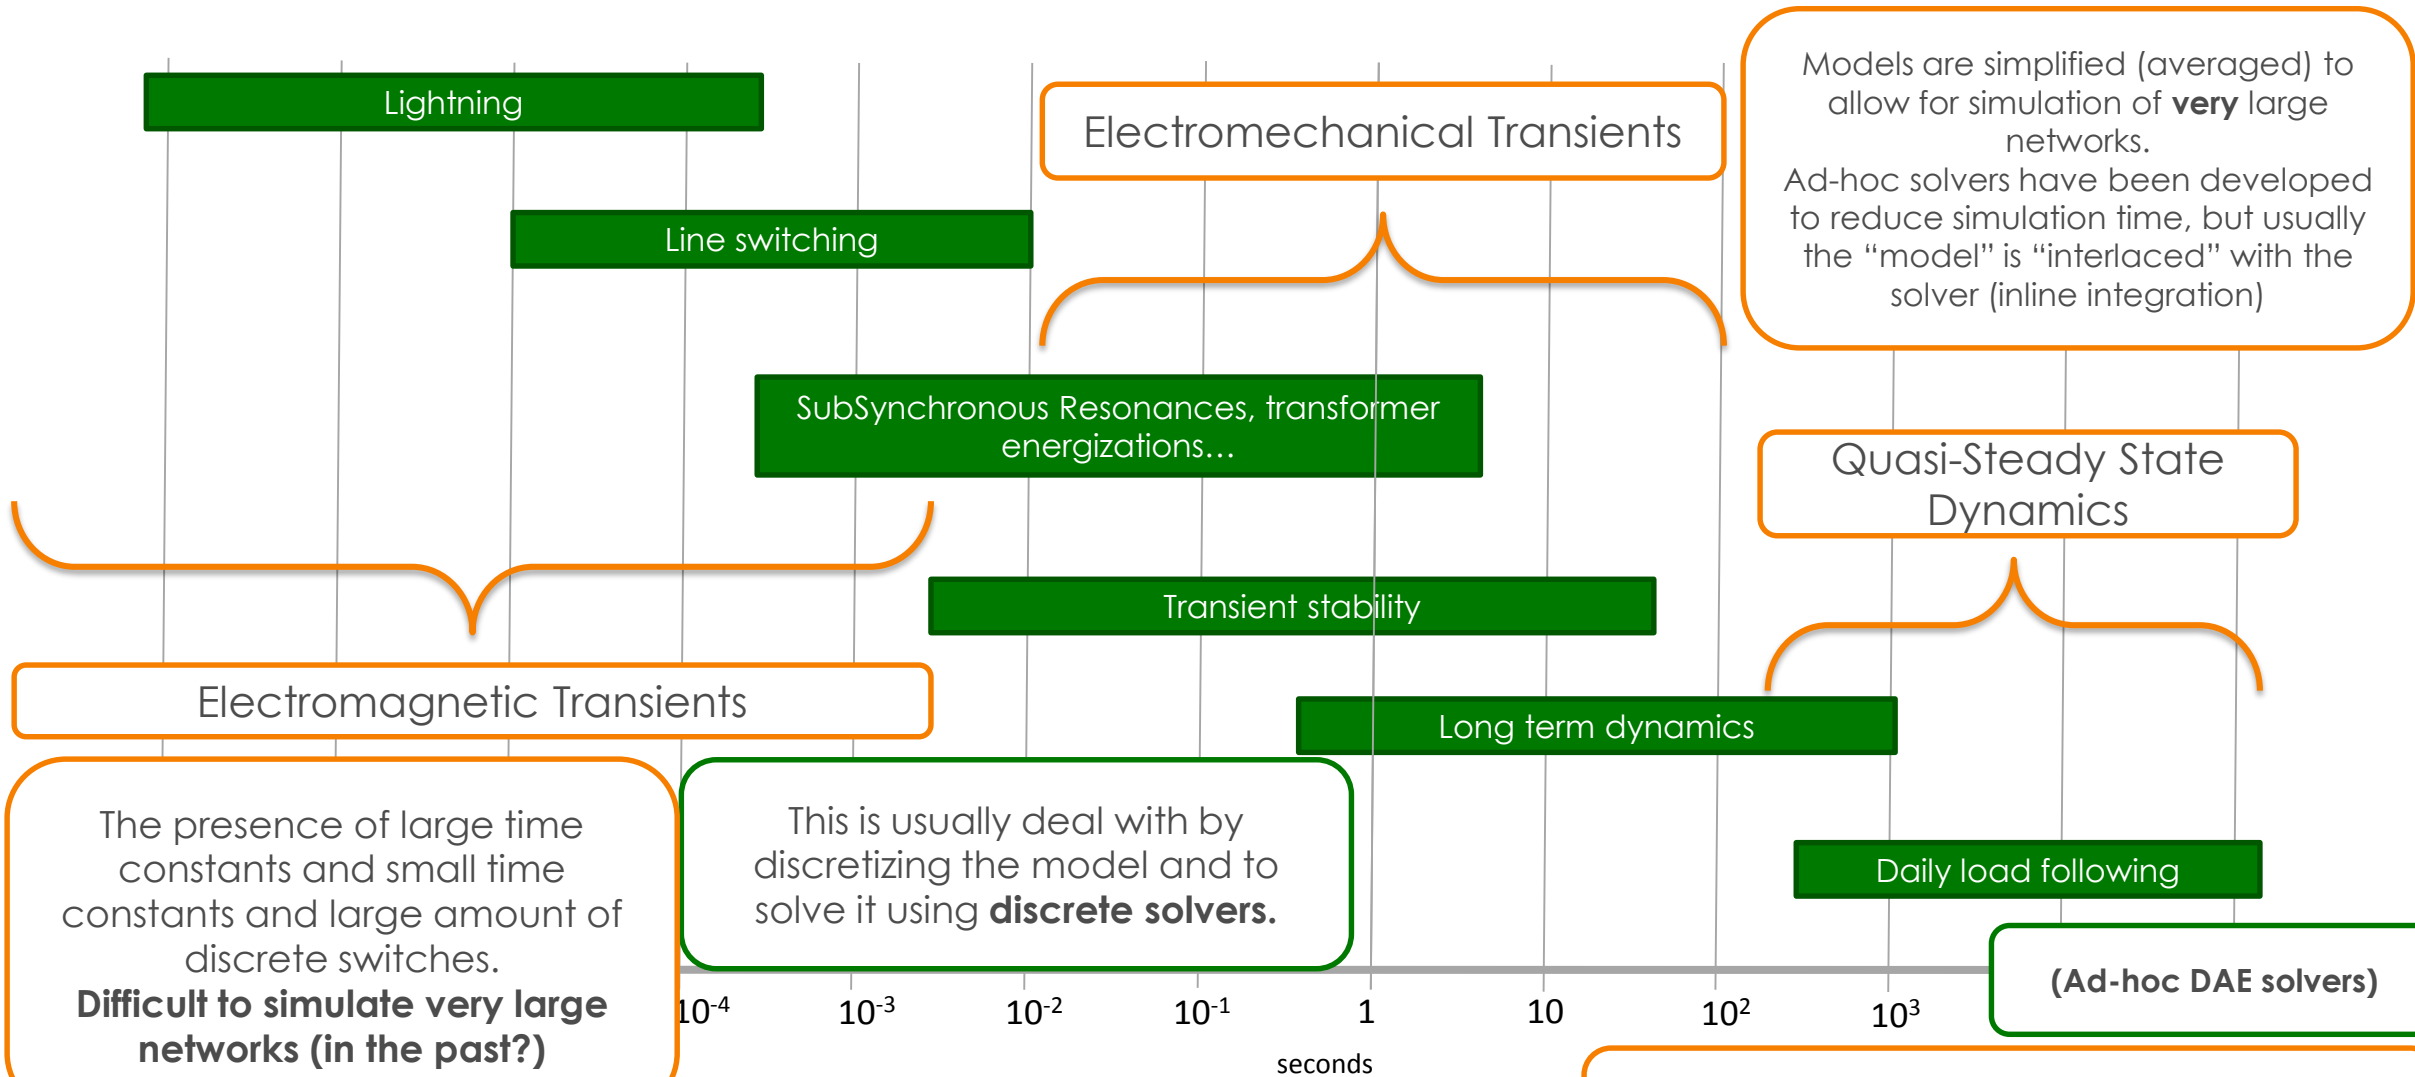 Lightning
Electromechanical Transients
Models are simplified (averaged) to
allow for simulation of very large
networks.
Ad-hoc solvers have been developed
to reduce simulation time, but usually
the “model” is “interlaced” with the
solver (inline integration)
Line switching
SubSynchronous Resonances, transformer
energizations…
Quasi-Steady State
Dynamics
Transient stability
Electromagnetic Transients
Long term dynamics
The presence of large time
constants and small time
constants and large amount of
discrete switches.
Difficult to simulate very large
networks (in the past?)
This is usually deal with by
discretizing the model and to
solve it using discrete solvers.
Daily load following
(Ad-hoc DAE solvers)
10⁻⁴ 10⁻³ 10⁻² 10⁻¹ 1 10 10² 10³
seconds